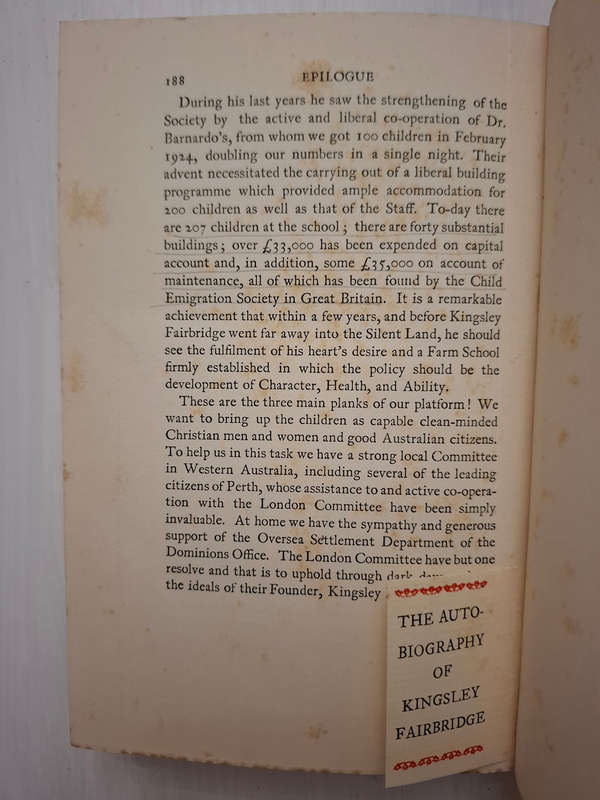 188
EPILOGUE
During his last years he saw the strengthening of the
Society by the active and liberal co-operation of Dr.
Barnardo's, from whom we got 100 children in February
1924, doubling our numbers in a single night. Their
advent necessitated the carrying out of a liberal building
programme which provided ample accommodation for
200 children as well as that of the Staff. To-day there
are 207 children at the school; there are forty substantial
buildings; over £33,000 has been expended on capital
account and, in addition, some £35,000 on account of
maintenance, all of which has been found by the Child
Emigration Society in Great Britain. It is a remarkable
achievement that within a few years, and before Kingsley
Fairbridge went far away into the Silent Land, he should
see the fulfilment of his heart's desire and a Farm School
firmly established in which the policy should be the
development of Character, Health, and Ability.
These are the three main planks of our platform! We
want to bring up the children as capable clean-minded
Christian men and women and good Australian citizens.
To help us in this task we have a strong local Committee
in Western Australia, including several of the leading
citizens of Perth, whose assistance to and active co-opera-
tion with the London Committee have been simply
invaluable. At home we have the sympathy and generous
support of the Oversea Settlement Department of the
Dominions Office. The London Committee have but one
resolve and that is to uphold through dark
the ideals of their Founder, Kingsley
THE AUTO-
BIOGRAPHY
OF
KINGSLEY
FAIRBRIDGE